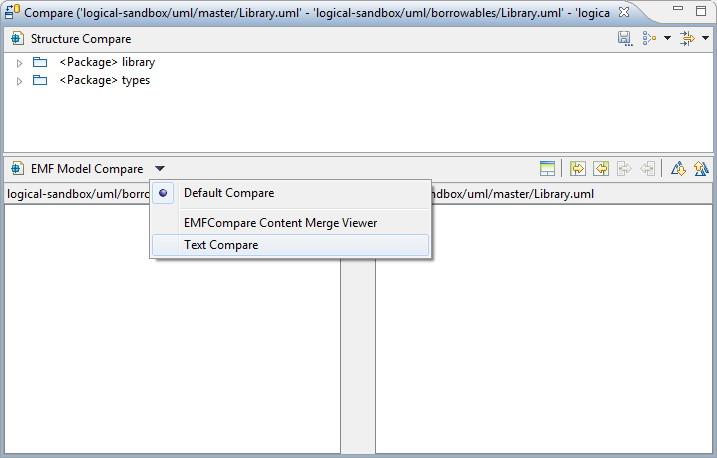 Compare ('logical-sandbox/uml/master/Library.uml' - 'logical-sandbox/uml/borrowables/Library.uml' - 'logica
Structure Compare
<Package> library
<Package> types
EMF Model Compare
logical-sandbox/uml/borro ndbox/uml/master/Library.uml
Default Compare
EMFCompare Content Merge Viewer
Text Compare